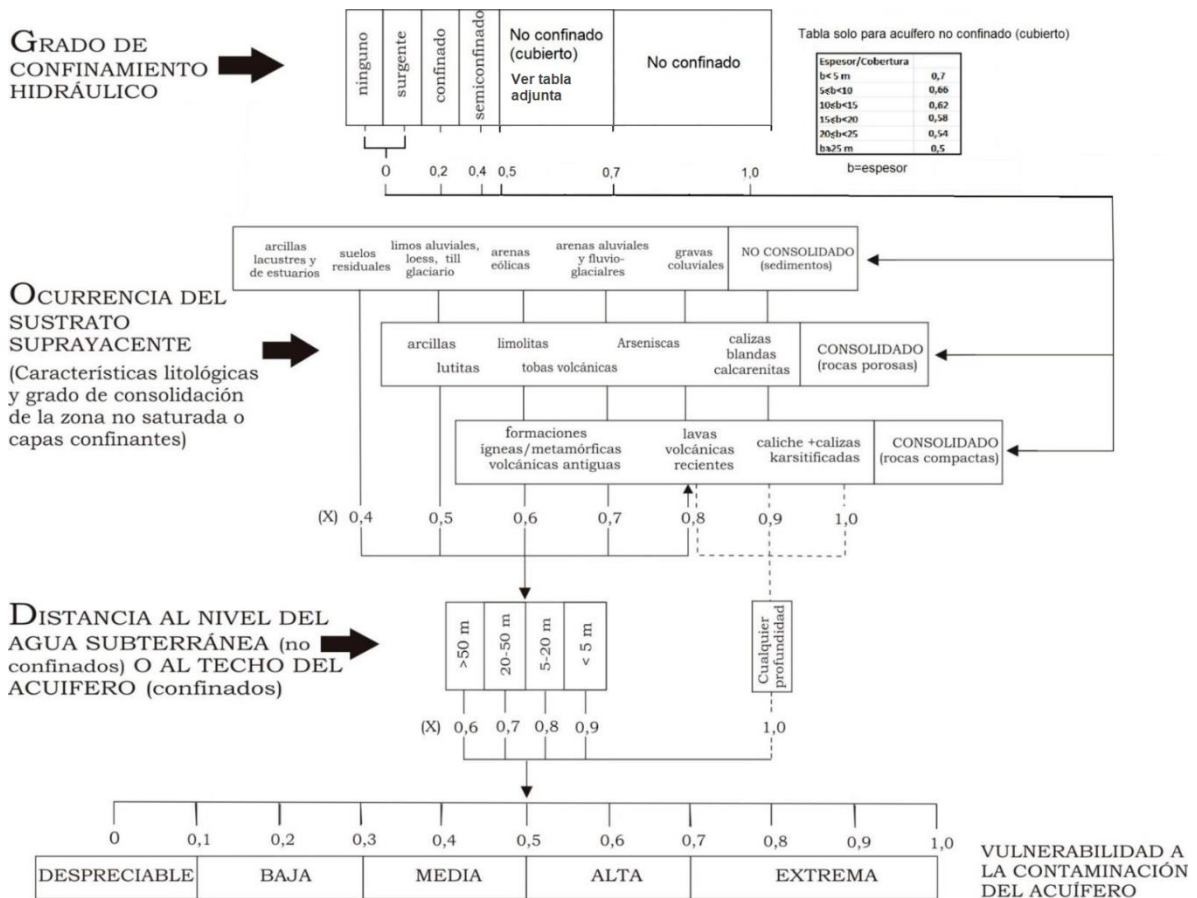 GRADO DE
CONFINAMIENTO
HIDRÁULICO
ninguno
surgente
confinado
semiconfinado
No confinado
(cubierto)
Ver tabla
adjunta
No confinado
0 0,2 0,4 0,5 0,7 1,0
Tabla solo para acuífero no confinado (cubierto)
Espesor/Cobertura
b< 5 m 0,7
5≤b<10 0,66
10≤b<15 0,62
15≤b<20 0,58
20≤b<25 0,54
b≥25 m 0,5
b=espesor
OCURRENCIA DEL
SUSTRATO
SUPRAYACENTE
(Características litológicas
y grado de consolidación
de la zona no saturada o
capas confinantes)
arcillas
lacustres y
de estuarios
suelos
residuales
limos aluviales,
loess, till
glaciario
arenas
eólicas
arenas aluviales
y fluvio-
glacialres
gravas
coluviales
NO CONSOLIDADO
(sedimentos)
arcillas
lutitas
limolitas
tobas volcánicas
Arseniscas
calizas
blandas
calcarenitas
CONSOLIDADO
(rocas porosas)
formaciones
ígneas/metamórficas
volcánicas antiguas
lavas
volcánicas
recientes
caliche +calizas
karsitificadas
CONSOLIDADO
(rocas compactas)
(X) 0,4 0,5 0,6 0,7 0,8 0,9 1,0
DISTANCIA AL NIVEL DEL
AGUA SUBTERRÁNEA (no
confinados) O AL TECHO DEL
ACUIFERO (confinados)
>50 m
20-50 m
5-20 m
< 5 m
Cualquier
profundidad
(X) 0,6 0,7 0,8 0,9 1,0
0 0,1 0,2 0,3 0,4 0,5 0,6 0,7 0,8 0,9 1,0
DESPRECIABLE BAJA MEDIA ALTA EXTREMA
VULNERABILIDAD A
LA CONTAMINACIÓN
DEL ACUÍFERO